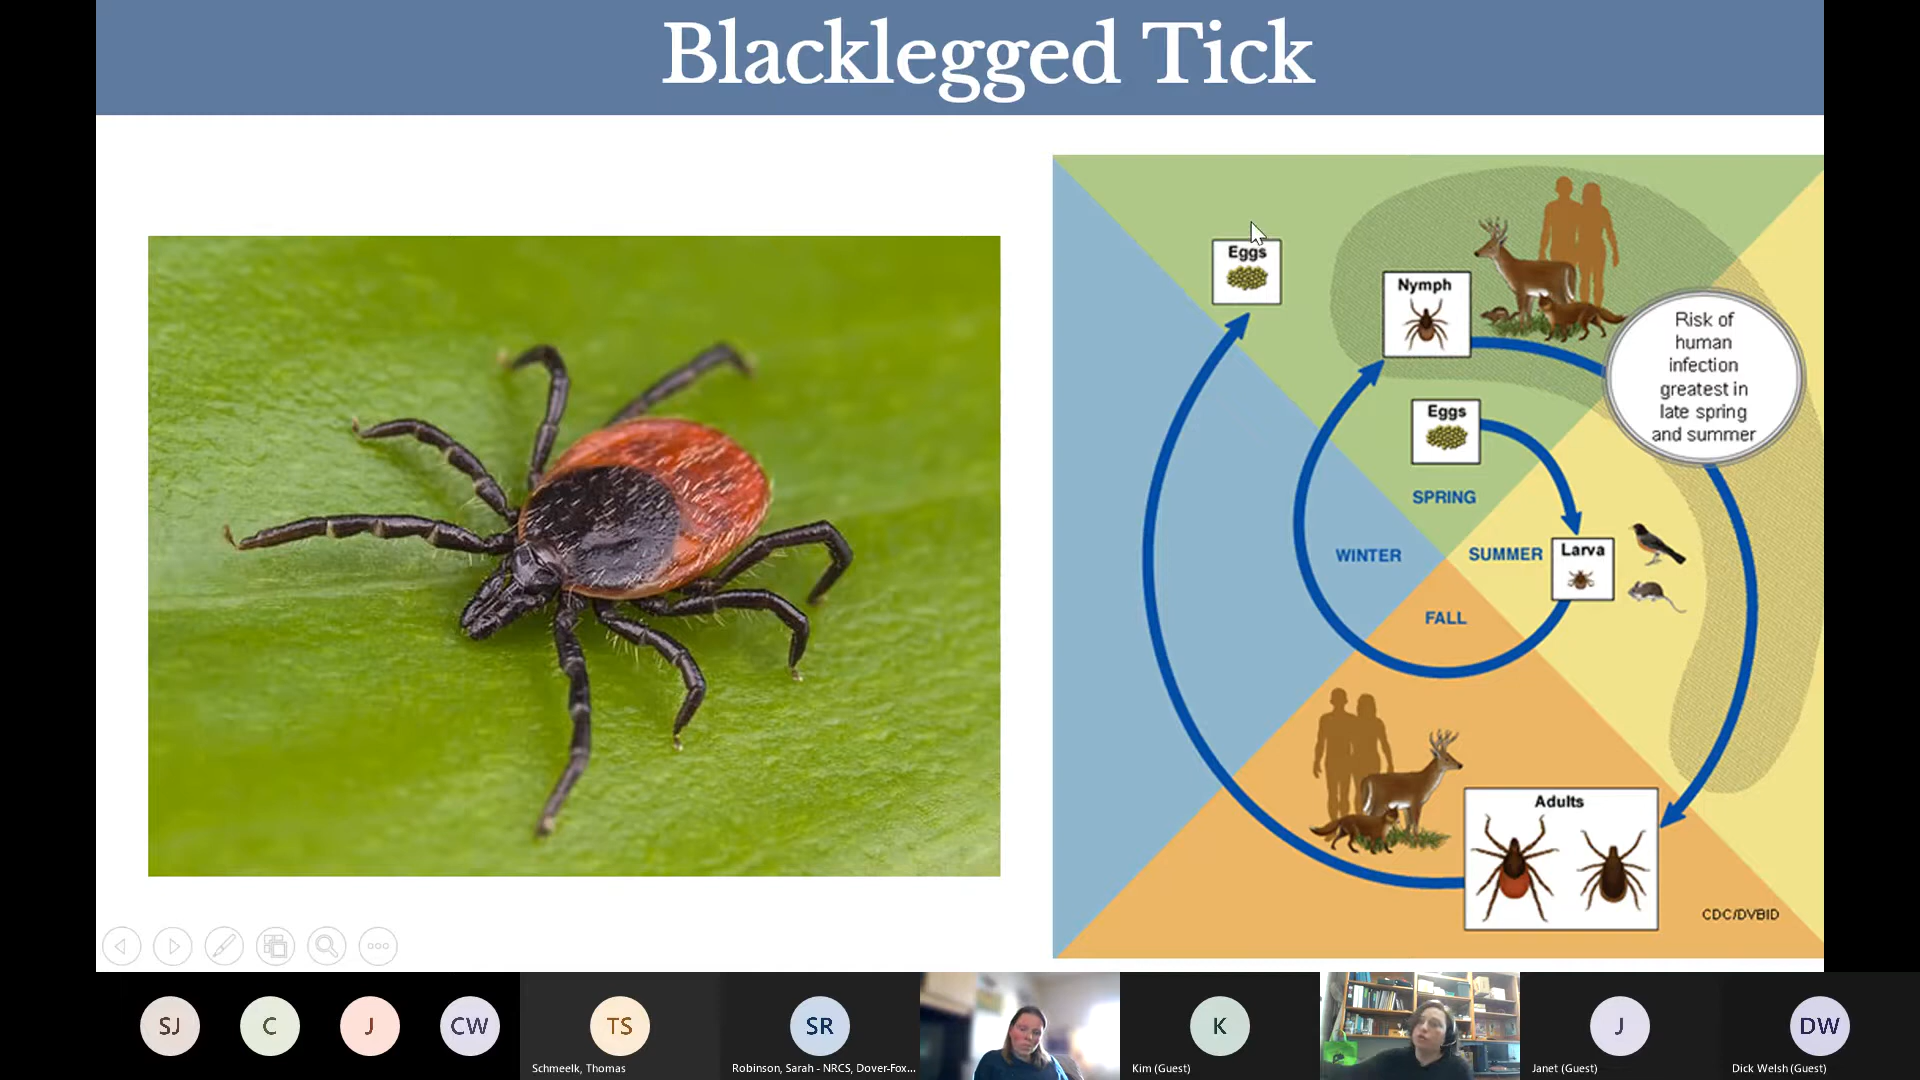 Blacklegged Tick
Eggs
Nymph
Risk of
human
infection
greatest in
late spring
and summer
Eggs
SPRING
WINTER
SUMMER
Larva
FALL
Adults
CDC/DVBID
SJ
C
J
CW
TS
SR
K
J
DW
Schmeelk, Thomas
Robinson, Sarah - NRCS, Dover-Fox...
Kim (Guest)
Janet (Guest)
Dick Welsh (Guest)